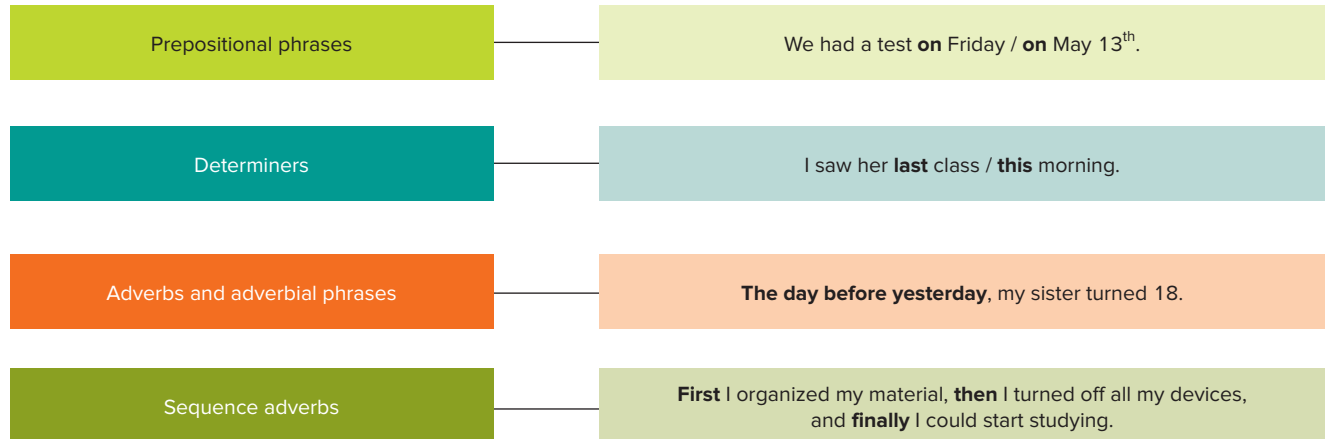 Prepositional phrases
We had a test on Friday / on May 13th.
Determiners
I saw her last class / this morning.
Adverbs and adverbial phrases
The day before yesterday, my sister turned 18.
Sequence adverbs
First I organized my material, then I turned off all my devices,
and finally I could start studying.